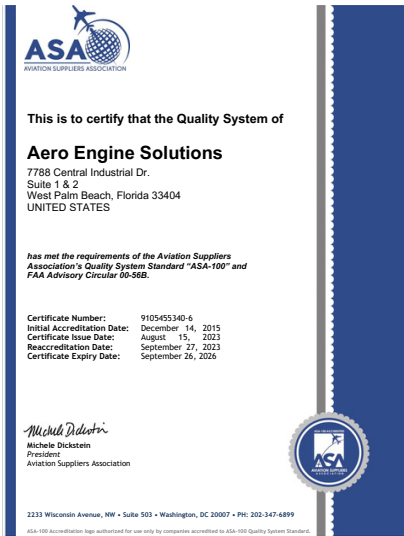 ASA
AVIATION SUPPLIERS ASSOCIATION
This is to certify that the Quality System of
Aero Engine Solutions
7788 Central Industrial Dr.
Suite 1 & 2
West Palm Beach, Florida 33404
UNITED STATES
has met the requirements of the Aviation Suppliers
Association's Quality System Standard "ASA-100" and
FAA Advisory Circular 00-56B.
Certificate Number: 9105455340-6
Initial Accreditation Date: December 14, 2015
Certificate Issue Date: August 15, 2023
Reaccreditation Date: September 27, 2023
Certificate Expiry Date: September 26, 2026
Michele Dickstein
Michele Dickstein
President
Aviation Suppliers Association
ASA-100 ACCREDITED
ASA
AVIATION SUPPLIERS
ASSOCIATION
2233 Wisconsin Avenue, NW • Suite 503 • Washington, DC 20007 • PH: 202-347-6899
ASA-100 Accreditation logo authorized for use only by companies accredited to ASA-100 Quality System Standard.